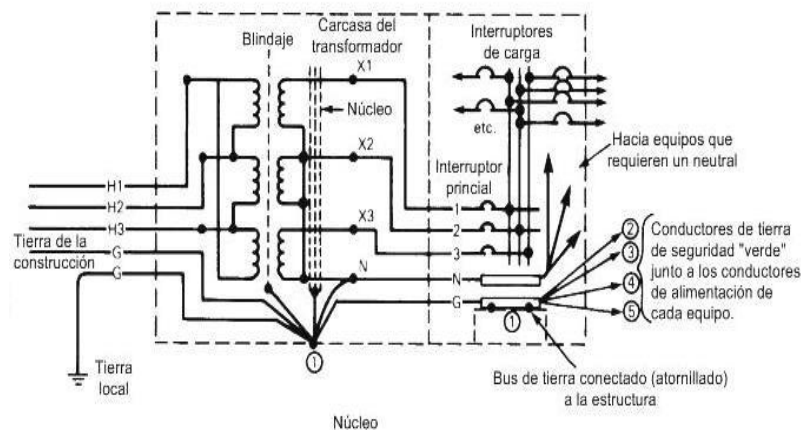 Blindaje
Carcasa del
transformador
Interruptores
de carga
X1
Núcleo
etc.
X2
Hacia equipos que
requieren un neutral
Interruptor
princial
H1
1
H2
2
X3
H3
3
Tierra de la
construcción
G
N
N
G
G
1
1
2
3
4
5
Conductores de tierra
de seguridad "verde"
junto a los conductores
de alimentación de
cada equipo.
Tierra
local
Bus de tierra conectado (atornillado)
a la estructura
Núcleo